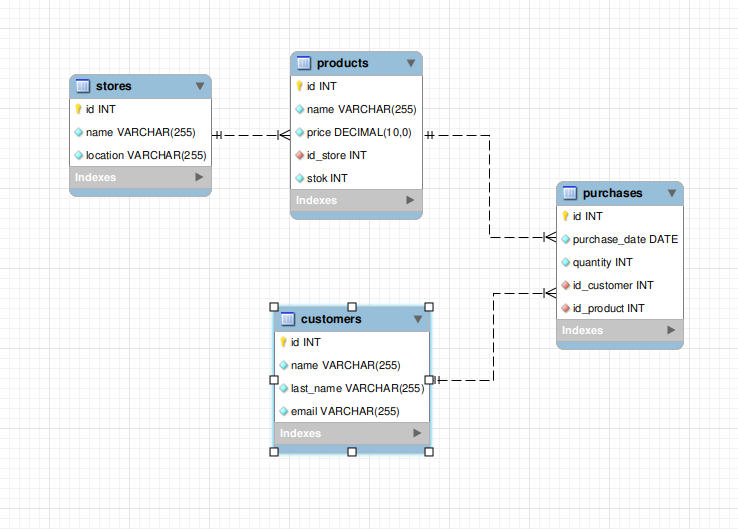 stores
id INT
name VARCHAR(255)
location VARCHAR(255)
Indexes
products
id INT
name VARCHAR(255)
price DECIMAL(10,0)
id_store INT
stok INT
Indexes
purchases
id INT
purchase_date DATE
quantity INT
id_customer INT
id_product INT
Indexes
customers
id INT
name VARCHAR(255)
last_name VARCHAR(255)
email VARCHAR(255)
Indexes